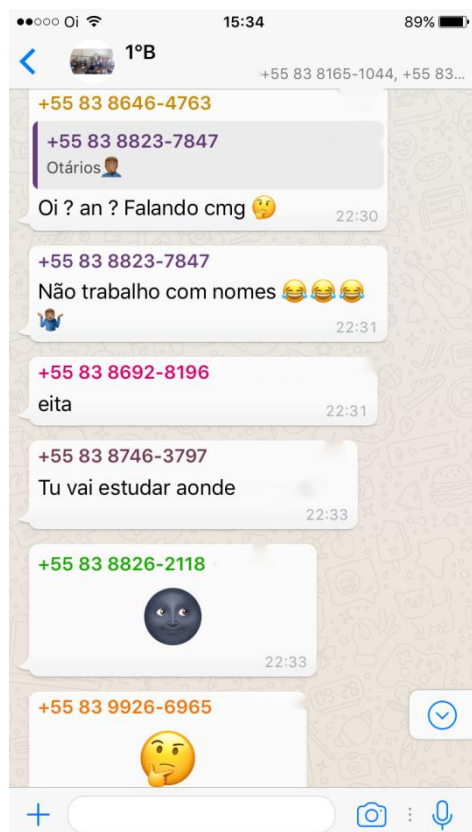 Oi 15:34 89%
1°B
+55 83 8165-1044, +55 83...
+55 83 8646-4763
+55 83 8823-7847
Otários🤦🏾‍♂️
Oi ? an ? Falando cmg 🤔
22:30
+55 83 8823-7847
Não trabalho com nomes 😂😂😂
🤷🏽‍♂️
22:31
+55 83 8692-8196
eita
22:31
+55 83 8746-3797
Tu vai estudar aonde
22:33
+55 83 8826-2118
🌚
22:33
+55 83 9926-6965
🤔